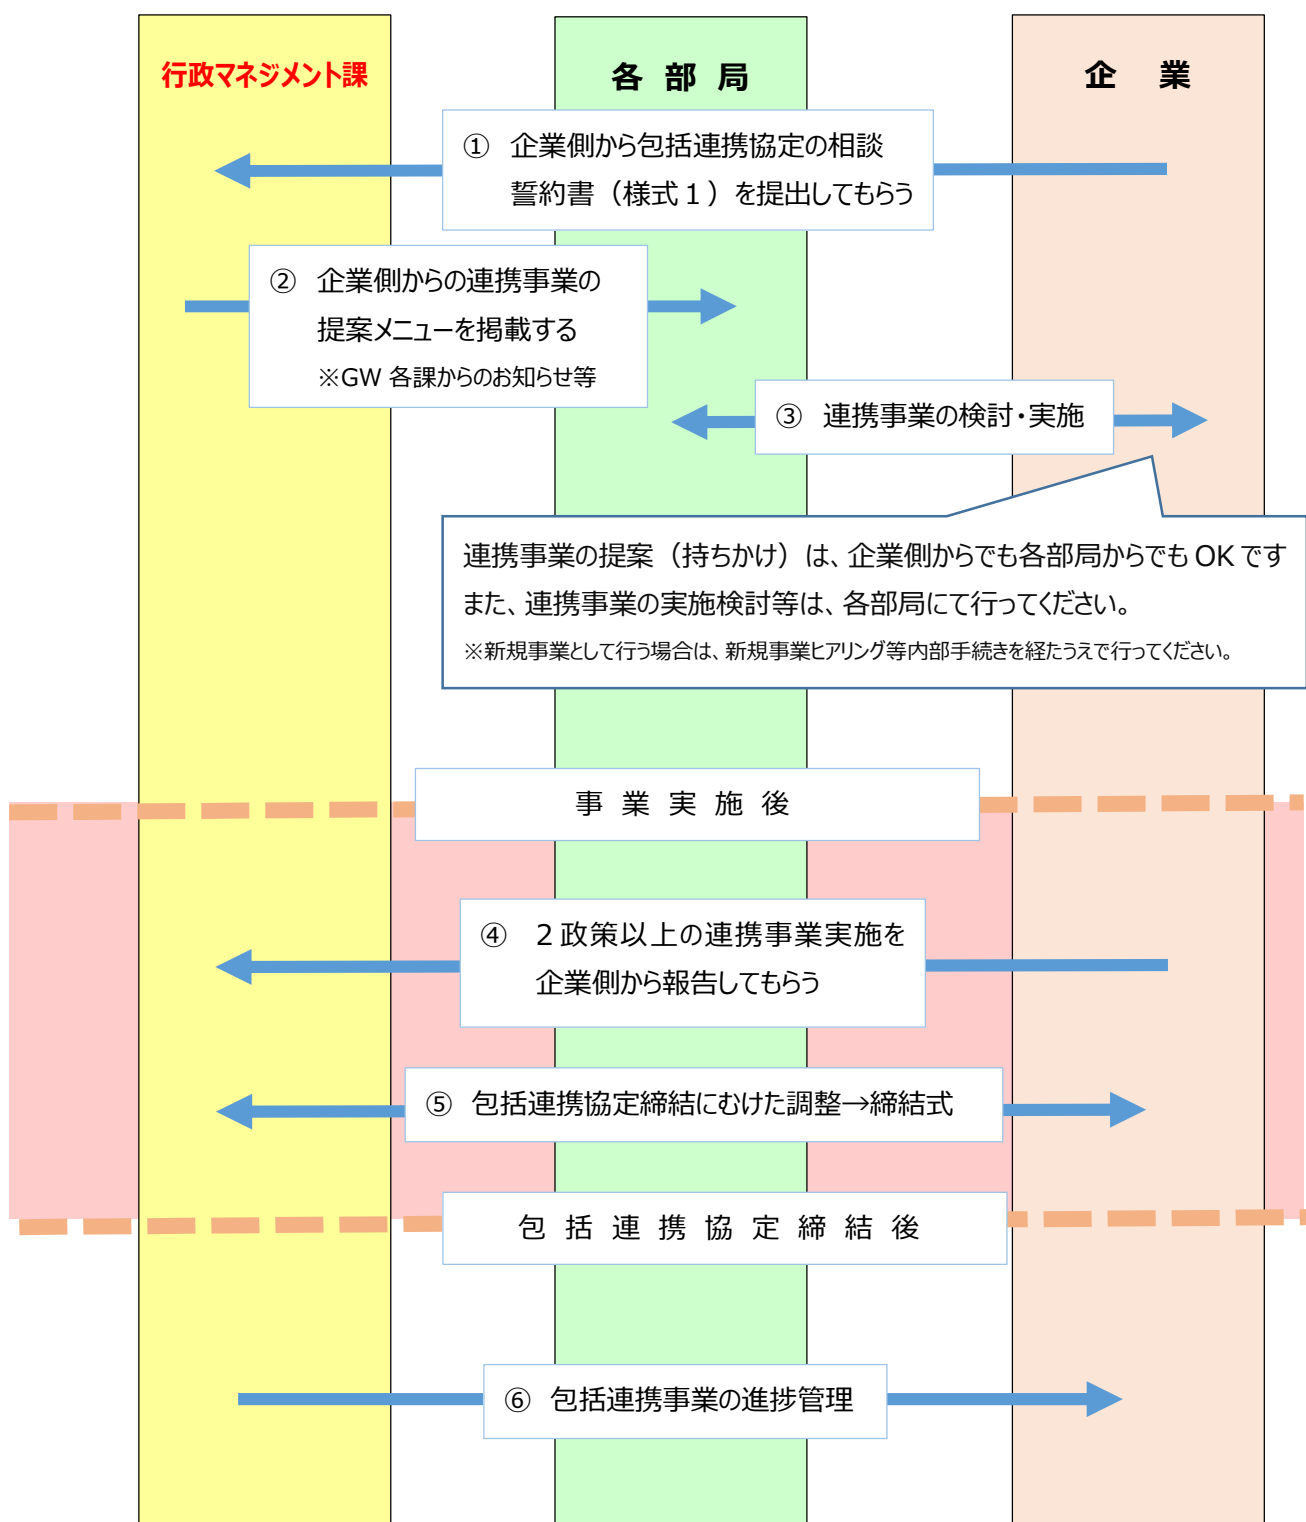 行政マネジメント課
各 部 局
企　業
① 企業側から包括連携協定の相談
誓約書（様式１）を提出してもらう
② 企業側からの連携事業の
提案メニューを掲載する
※GW 各課からのお知らせ等
③ 連携事業の検討・実施
連携事業の提案（持ちかけ）は、企業側からでも各部局からでも OK です
また、連携事業の実施検討等は、各部局にて行ってください。
※新規事業として行う場合は、新規事業ヒアリング等内部手続きを経たうえで行ってください。
事 業 実 施 後
④ ２政策以上の連携事業実施を
企業側から報告してもらう
⑤ 包括連携協定締結にむけた調整→締結式
包 括 連 携 協 定 締 結 後
⑥ 包括連携事業の進捗管理